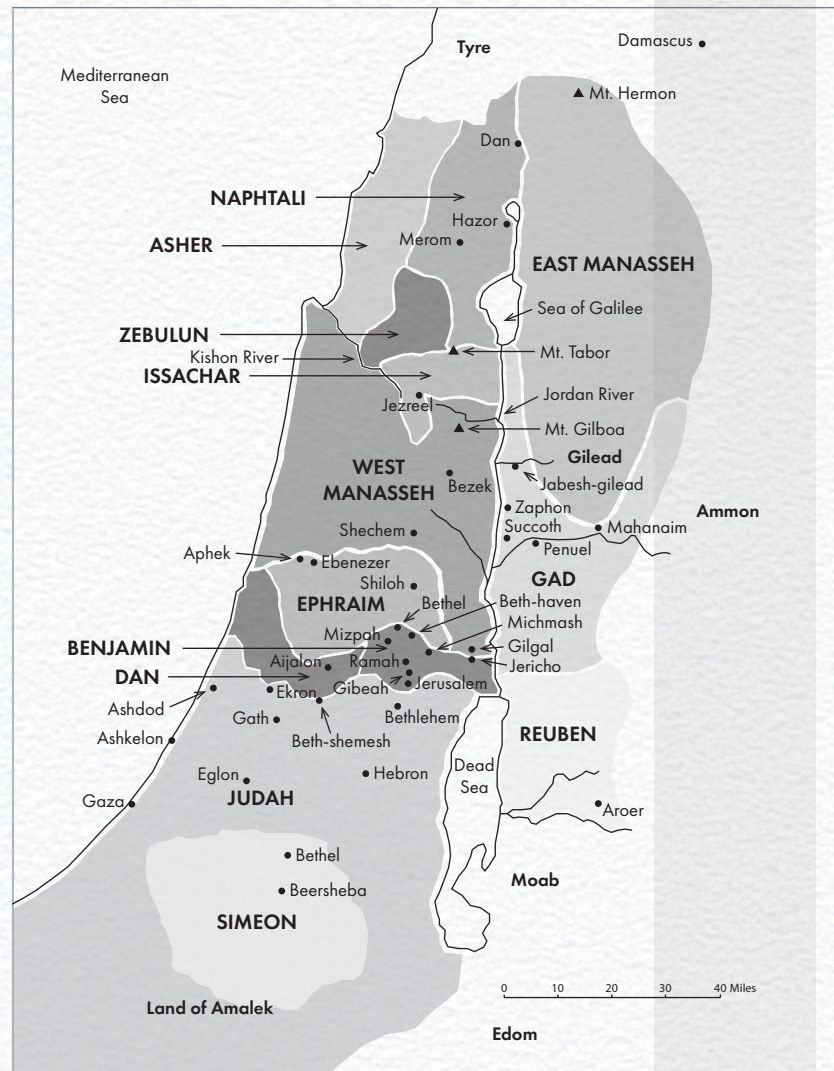 Tyre
Damascus
Mediterranean
Sea
Mt. Hermon
Dan
NAPHTALI
Hazor
Merom
ASHER
EAST MANASSEH
Sea of Galilee
ZEBULUN
Kishon River
Mt. Tabor
ISSACHAR
Jordan River
Jezreel
Mt. Gilboa
Gilead
WEST
MANASSEH
Bezek
Jabesh-gilead
Zaphon
Ammon
Succoth
Mahanaim
Shechem
Penuel
Aphek
Ebenezer
GAD
Shiloh
EPHRAIM
Bethel
Beth-haven
Michmash
Mizpah
BENJAMIN
Gilgal
Aijalon
Ramah
Jericho
DAN
Gibeah
Jerusalem
Ekron
Ashdod
Gath
Bethlehem
Beth-shemesh
REUBEN
Ashkelon
Dead
Sea
Eglon
Hebron
JUDAH
Gaza
Aroer
Bethel
Moab
Beersheba
SIMEON
0 10 20 30 40 Miles
Land of Amalek
Edom